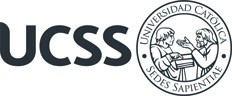 UCSS
UNIVERSIDAD CATÓLICA
SEDES SAPIENTIAE